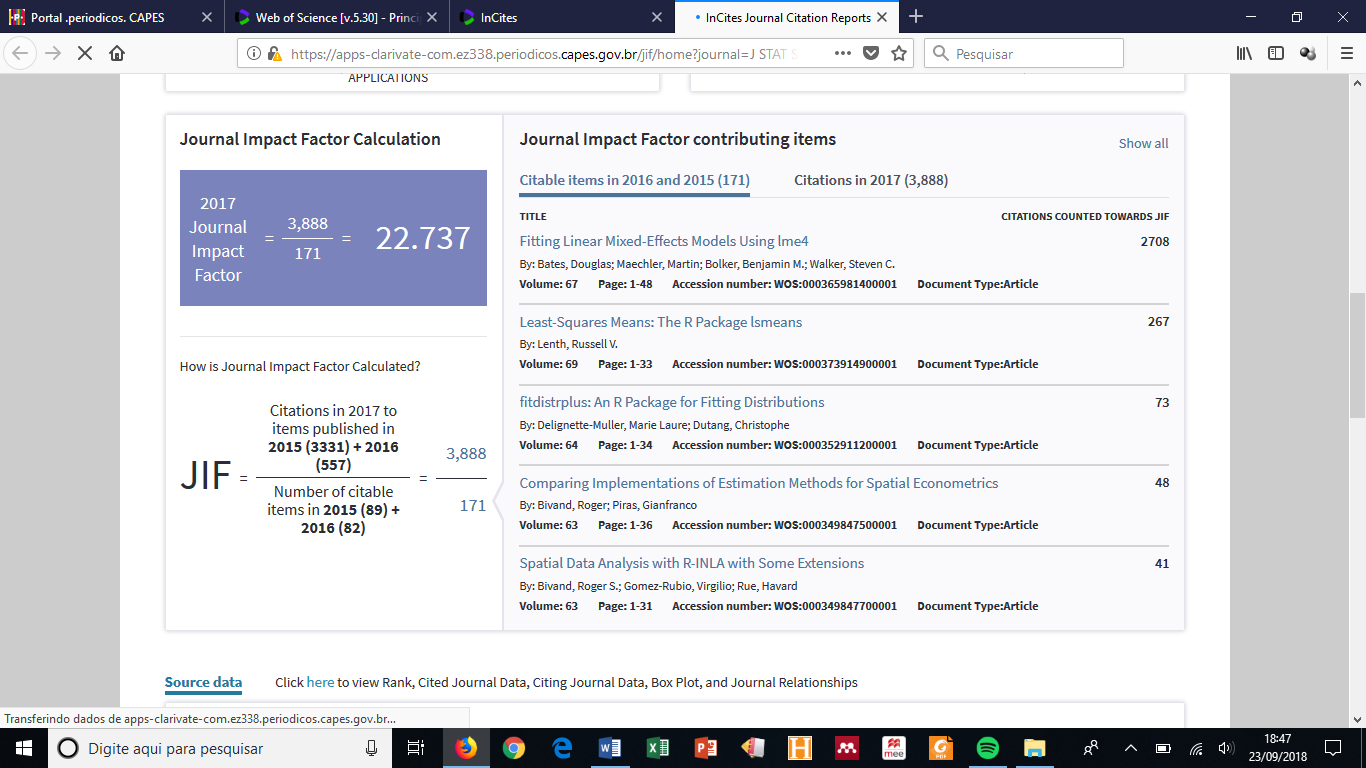 Portal .periodicos. CAPES
Web of Science [v.5.30] - Princi
InCites
InCites Journal Citation Reports
https://apps-clarivate-com.ez338.periodicos.capes.gov.br/jif/home?journal=J STAT S
Pesquisar
APPLICATIONS
Journal Impact Factor Calculation
2017
Journal
Impact
Factor
=
3,888
171
=
22.737
How is Journal Impact Factor Calculated?
JIF =
Citations in 2017 to
items published in
2015 (3331) + 2016
(557)
Number of citable
items in 2015 (89) +
2016 (82)
=
3,888
171
Journal Impact Factor contributing items
Show all
Citable items in 2016 and 2015 (171)
Citations in 2017 (3,888)
TITLE CITATIONS COUNTED TOWARDS JIF
Fitting Linear Mixed-Effects Models Using lme4 2708
By: Bates, Douglas; Maechler, Martin; Bolker, Benjamin M.; Walker, Steven C.
Volume: 67 Page: 1-48 Accession number: WOS:000365981400001 Document Type:Article
Least-Squares Means: The R Package lsmeans 267
By: Lenth, Russell V.
Volume: 69 Page: 1-33 Accession number: WOS:000373914900001 Document Type:Article
fitdistrplus: An R Package for Fitting Distributions 73
By: Delignette-Muller, Marie Laure; Dutang, Christophe
Volume: 64 Page: 1-34 Accession number: WOS:000352911200001 Document Type:Article
Comparing Implementations of Estimation Methods for Spatial Econometrics 48
By: Bivand, Roger; Piras, Gianfranco
Volume: 63 Page: 1-36 Accession number: WOS:000349847500001 Document Type:Article
Spatial Data Analysis with R-INLA with Some Extensions 41
By: Bivand, Roger S.; Gomez-Rubio, Virgilio; Rue, Havard
Volume: 63 Page: 1-31 Accession number: WOS:000349847700001 Document Type:Article
Source data Click here to view Rank, Cited Journal Data, Citing Journal Data, Box Plot, and Journal Relationships
Transferindo dados de apps-clarivate-com.ez338.periodicos.capes.gov.br...
Digite aqui para pesquisar
mee
PDF
18:47
23/09/2018